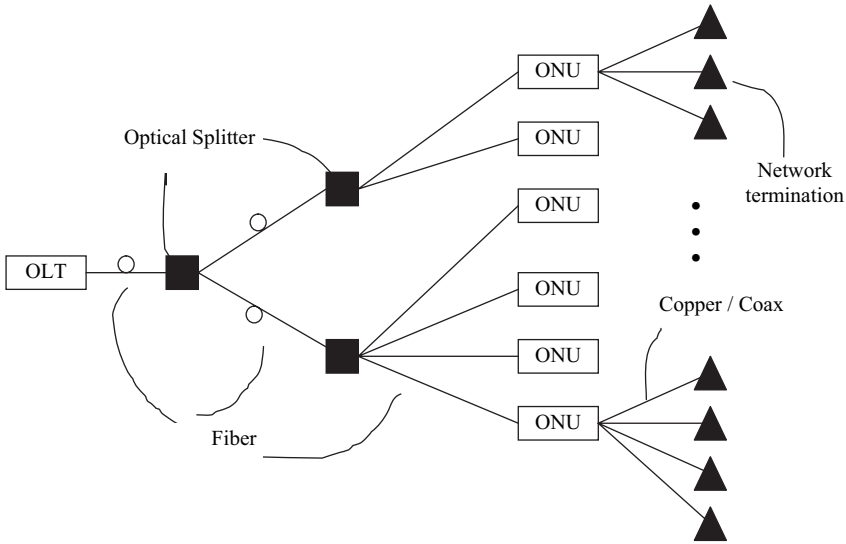 ONU
Optical Splitter
ONU
Network
termination
ONU
OLT
ONU
Copper / Coax
ONU
ONU
Fiber